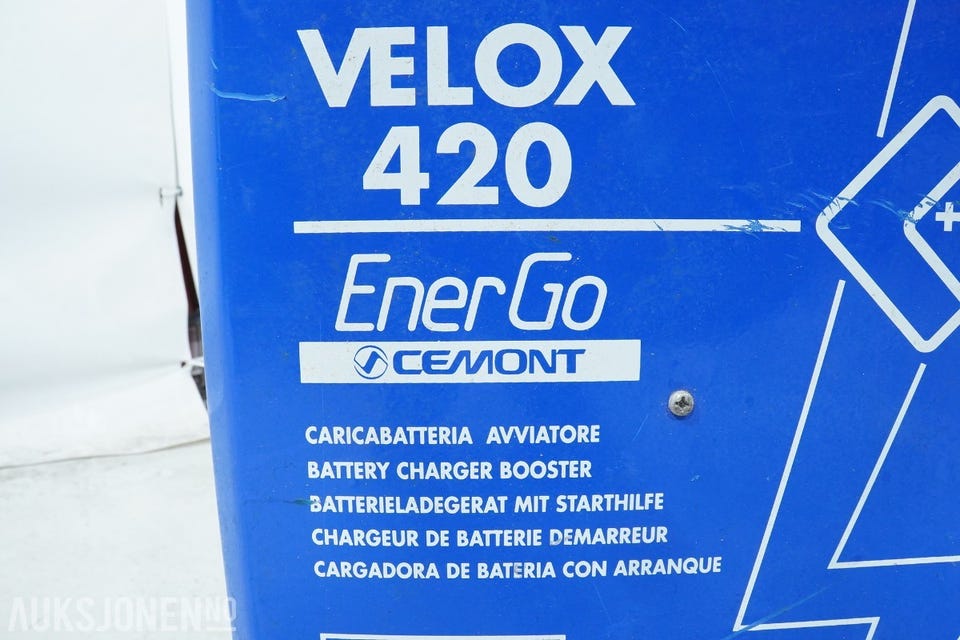 VELOX
420
EnerGo
CEMONT
CARICABATTERIA AVVIATORE
BATTERY CHARGER BOOSTER
BATTERIELADEGERAT MIT STARTHILFE
CHARGEUR DE BATTERIE DEMARREUR
CARGADORA DE BATERIA CON ARRANQUE
+
AUKSJONEN.NO